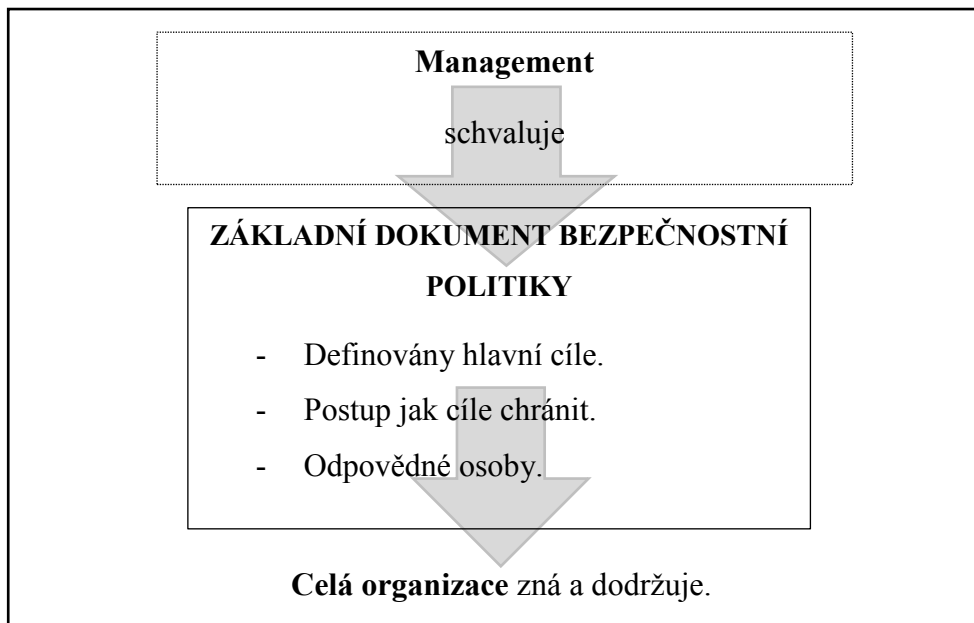 Management
schvaluje
ZÁKLADNÍ DOKUMENT BEZPEČNOSTNÍ
POLITIKY
- Definovány hlavní cíle.
- Postup jak cíle chránit.
- Odpovědné osoby.
Celá organizace zná a dodržuje.